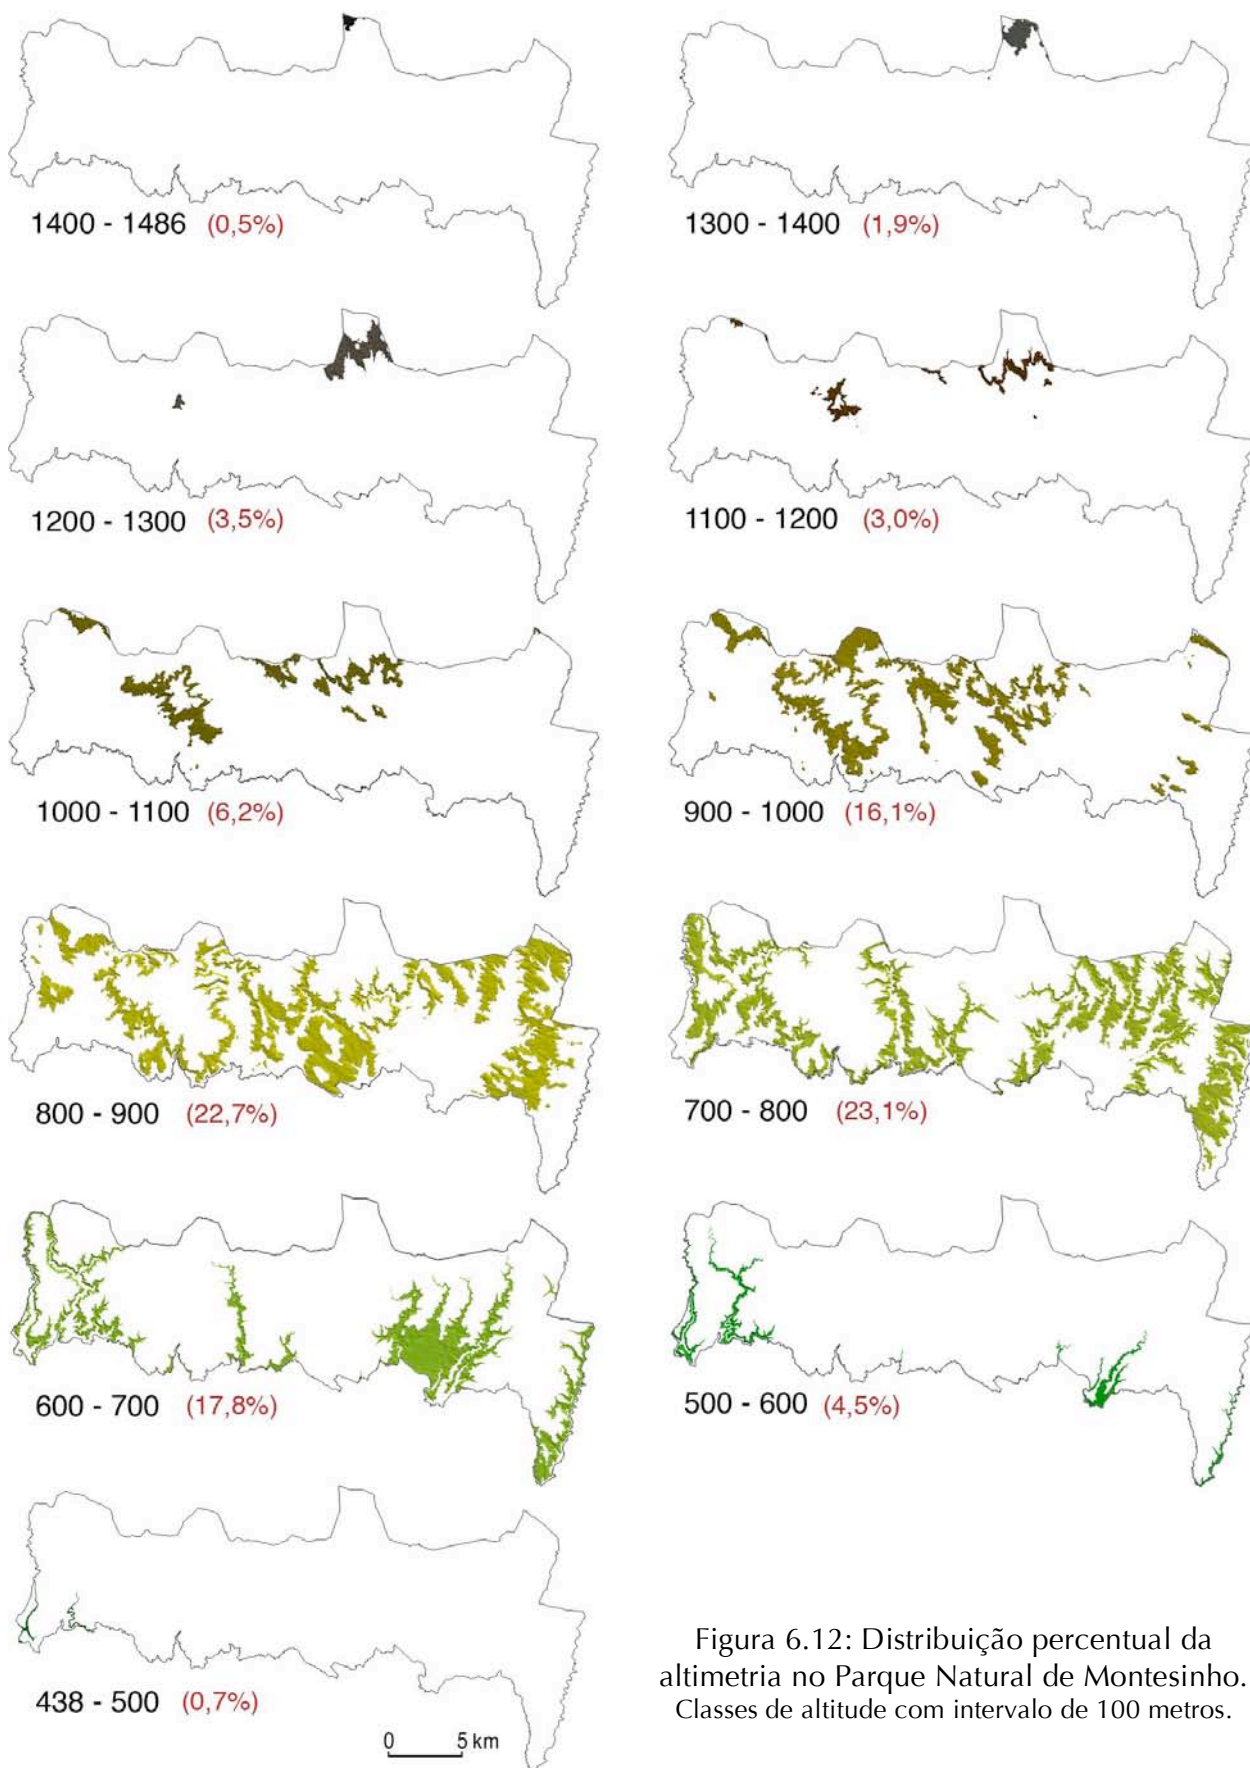 1400 - 1486 (0,5%)
1300 - 1400 (1,9%)
1200 - 1300 (3,5%)
1100 - 1200 (3,0%)
1000 - 1100 (6,2%)
900 - 1000 (16,1%)
800 - 900 (22,7%)
700 - 800 (23,1%)
600 - 700 (17,8%)
500 - 600 (4,5%)
438 - 500 (0,7%)
0 5 km
Figura 6.12: Distribuição percentual da
altimetria no Parque Natural de Montesinho.
Classes de altitude com intervalo de 100 metros.